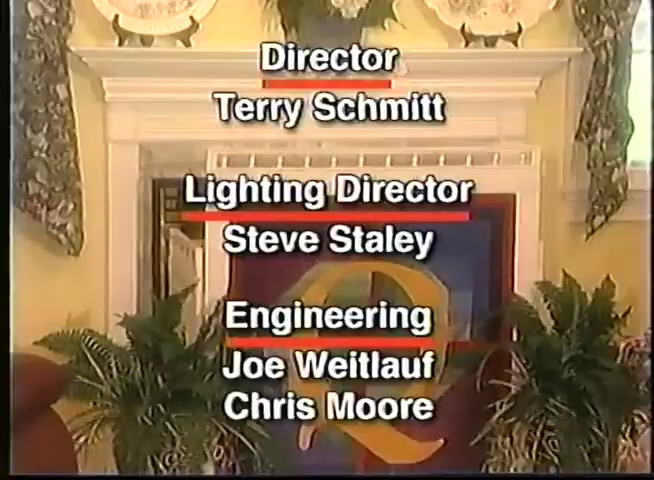 Director
Terry Schmitt
Lighting Director
Steve Staley
Engineering
Joe Weitlauf
Chris Moore
Q